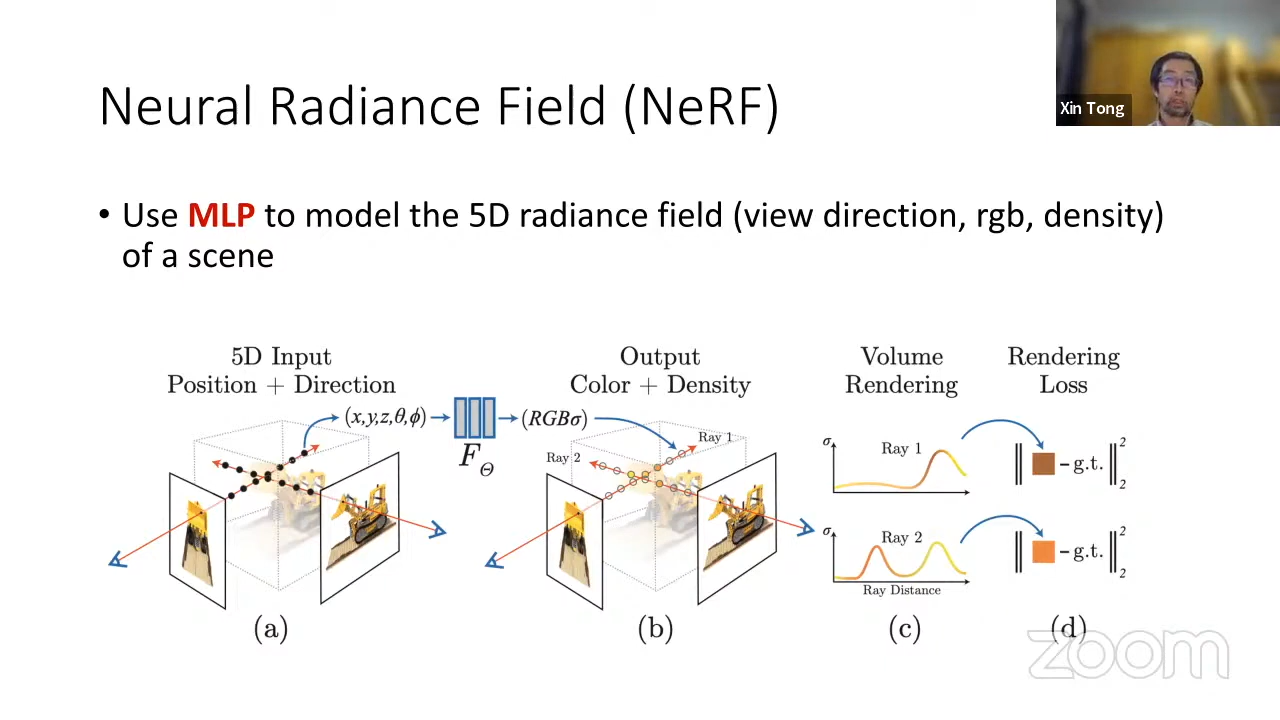 Neural Radiance Field (NeRF)
Xin Tong
• Use MLP to model the 5D radiance field (view direction, rgb, density)
of a scene
5D Input
Position + Direction
Output
Color + Density
Volume
Rendering
Rendering
Loss
(x,y,z,θ,ϕ)
F_Θ
(RGBσ)
Ray 1
Ray 2
σ
Ray 1
σ
Ray 2
Ray Distance
‖ – g.t. ‖²₂
‖ – g.t. ‖²₂
(a)
(b)
(c)
(d)
zoom